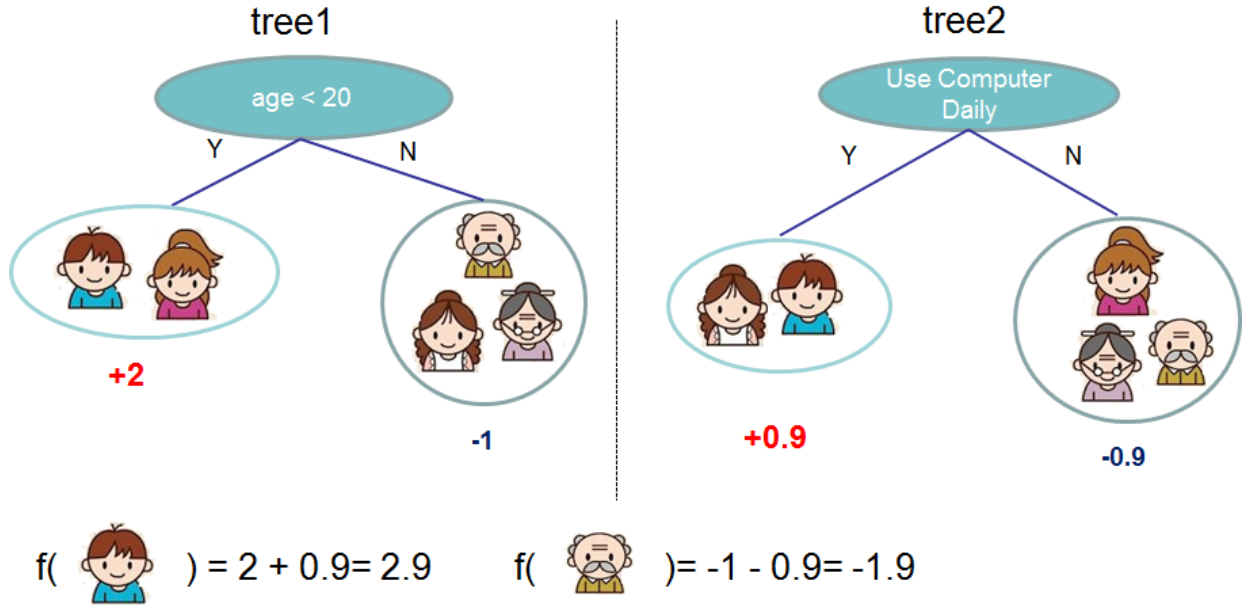 tree1
age < 20
Y
N
+2
-1
tree2
Use Computer
Daily
Y
N
+0.9
-0.9
f( ) = 2 + 0.9= 2.9
f( )= -1 - 0.9= -1.9